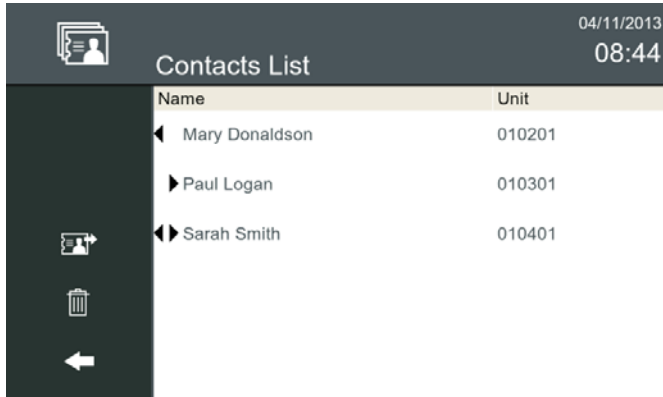 04/11/2013
08:44
Contacts List
Name Unit
Mary Donaldson 010201
Paul Logan 010301
Sarah Smith 010401